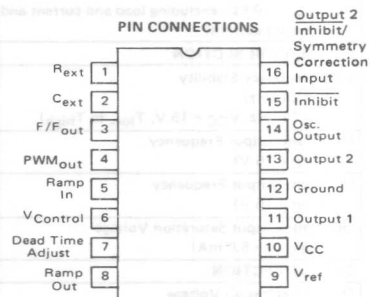 PIN CONNECTIONS
Output 2
Inhibit/
Symmetry
Correction
Input
Rext 1
16
Cext 2
15 Inhibit
F/Fout 3
14 Osc.
Output
PWMout 4
13 Output 2
Ramp
In 5
12 Ground
VControl 6
11 Output 1
Dead Time
Adjust 7
10 VCC
Ramp
Out 8
9 Vref